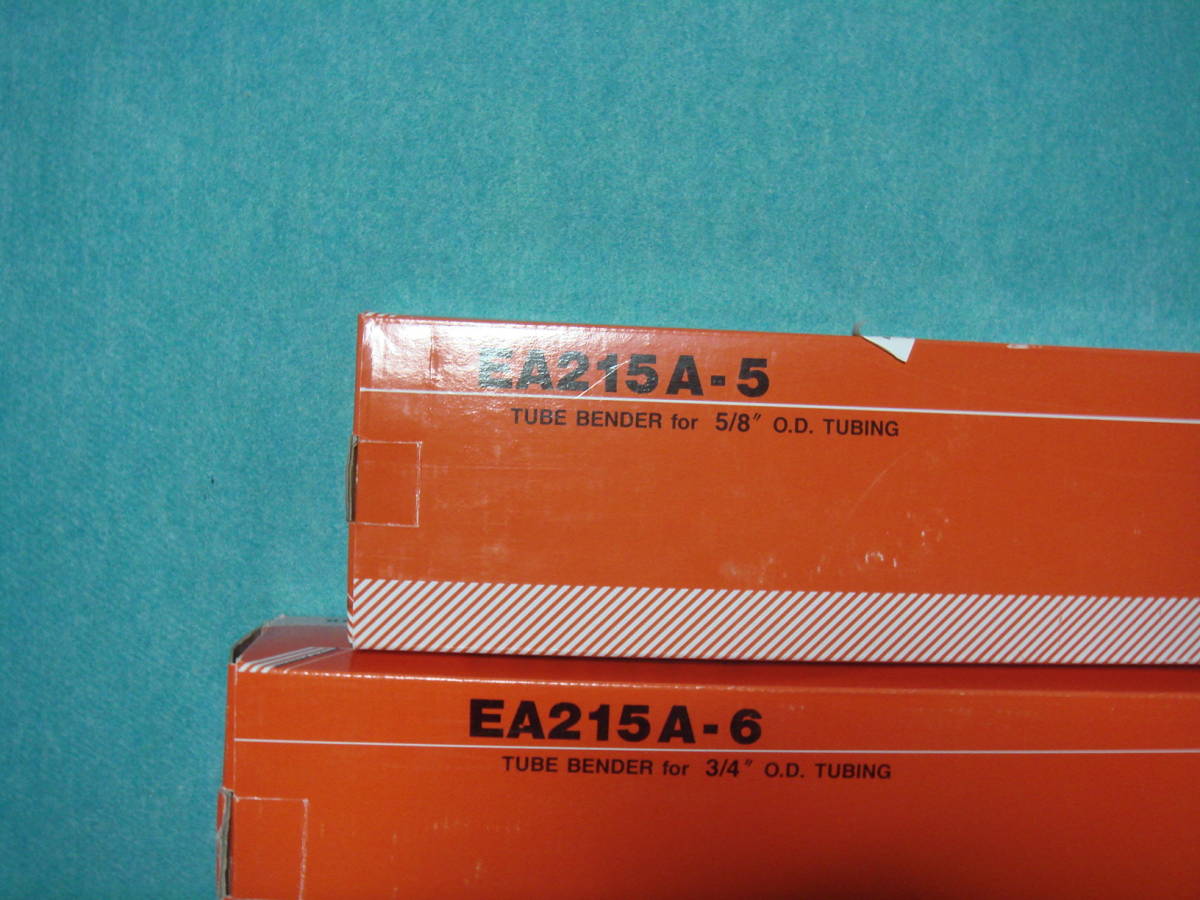 EA215A-5
TUBE BENDER for 5/8" O.D. TUBING
EA215A-6
TUBE BENDER for 3/4" O.D. TUBING